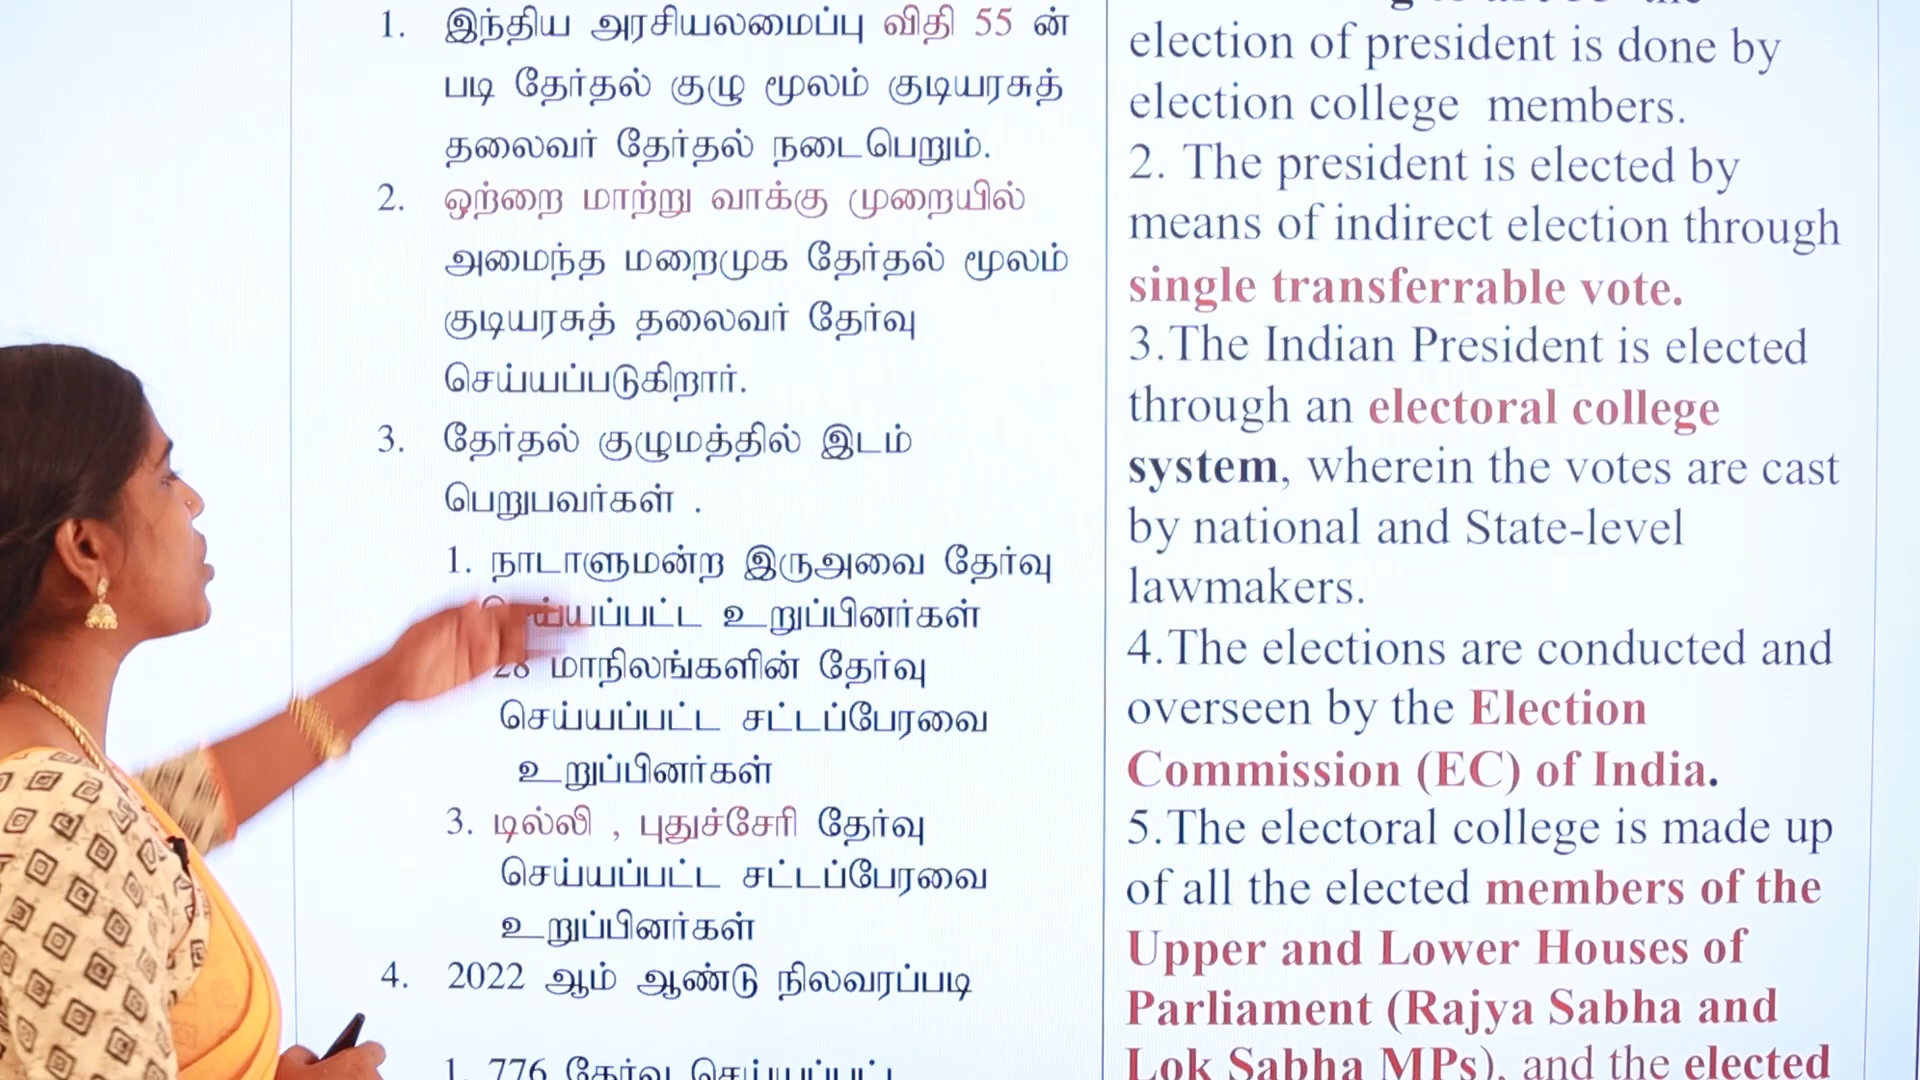 1. இந்திய அரசியலமைப்பு விதி 55 ன்
படி தேர்தல் குழு மூலம் குடியரசுத்
தலைவர் தேர்தல் நடைபெறும்.
2. ஒற்றை மாற்று வாக்கு முறையில்
அமைந்த மறைமுக தேர்தல் மூலம்
குடியரசுத் தலைவர் தேர்வு
செய்யப்படுகிறார்.
3. தேர்தல் குழுமத்தில் இடம்
பெறுபவர்கள் .
1. நாடாளுமன்ற இருஅவை தேர்வு
செய்யப்பட்ட உறுப்பினர்கள்
28 மாநிலங்களின் தேர்வு
செய்யப்பட்ட சட்டப்பேரவை
உறுப்பினர்கள்
3. டில்லி , புதுச்சேரி தேர்வு
செய்யப்பட்ட சட்டப்பேரவை
உறுப்பினர்கள்
4. 2022 ஆம் ஆண்டு நிலவரப்படி
1. 776 தேர்வு செய்யப்பட்ட
election of president is done by
election college members.
2. The president is elected by
means of indirect election through
single transferrable vote.
3.The Indian President is elected
through an electoral college
system, wherein the votes are cast
by national and State-level
lawmakers.
4.The elections are conducted and
overseen by the Election
Commission (EC) of India.
5.The electoral college is made up
of all the elected members of the
Upper and Lower Houses of
Parliament (Rajya Sabha and
Lok Sabha MPs), and the elected